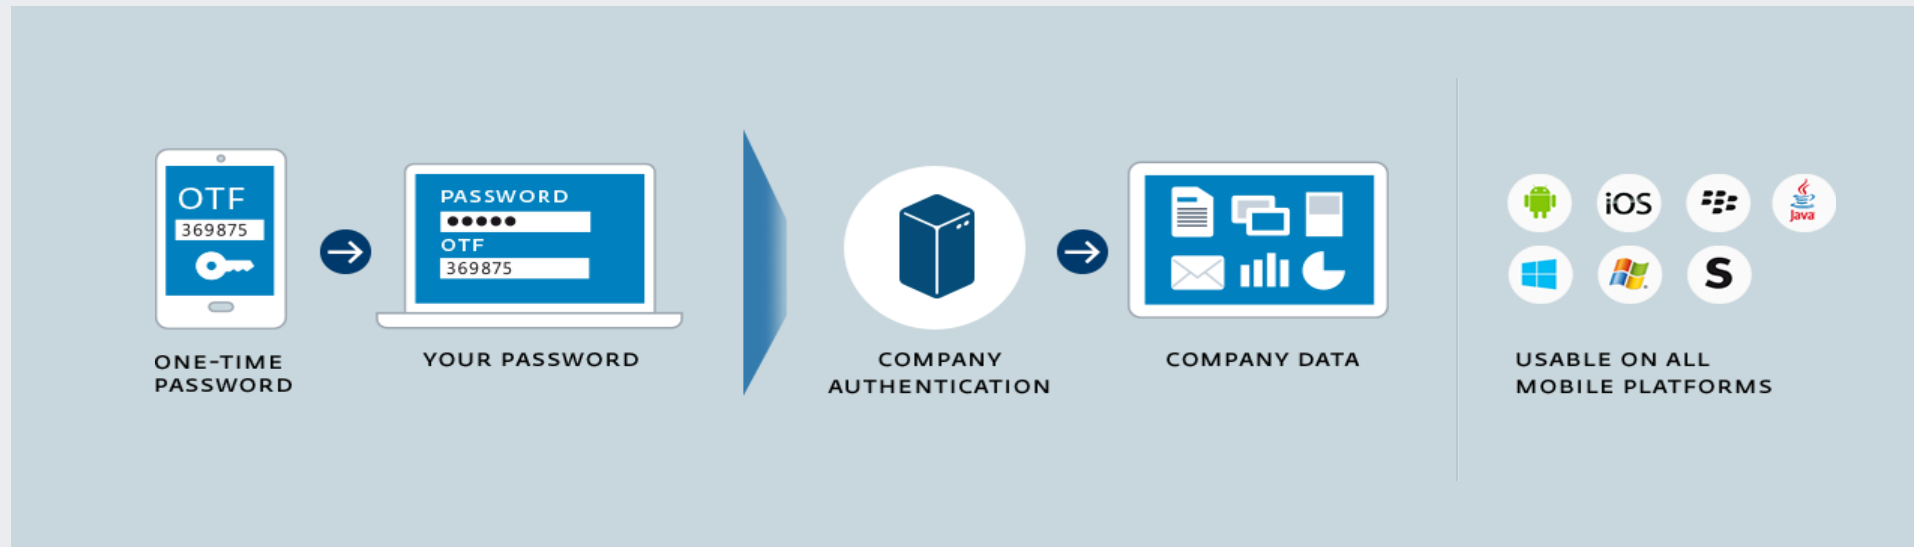 OTF
369875
ONE-TIME
PASSWORD
PASSWORD
●●●●●
OTF
369875
YOUR PASSWORD
COMPANY
AUTHENTICATION
COMPANY DATA
iOS
Java
S
USABLE ON ALL
MOBILE PLATFORMS